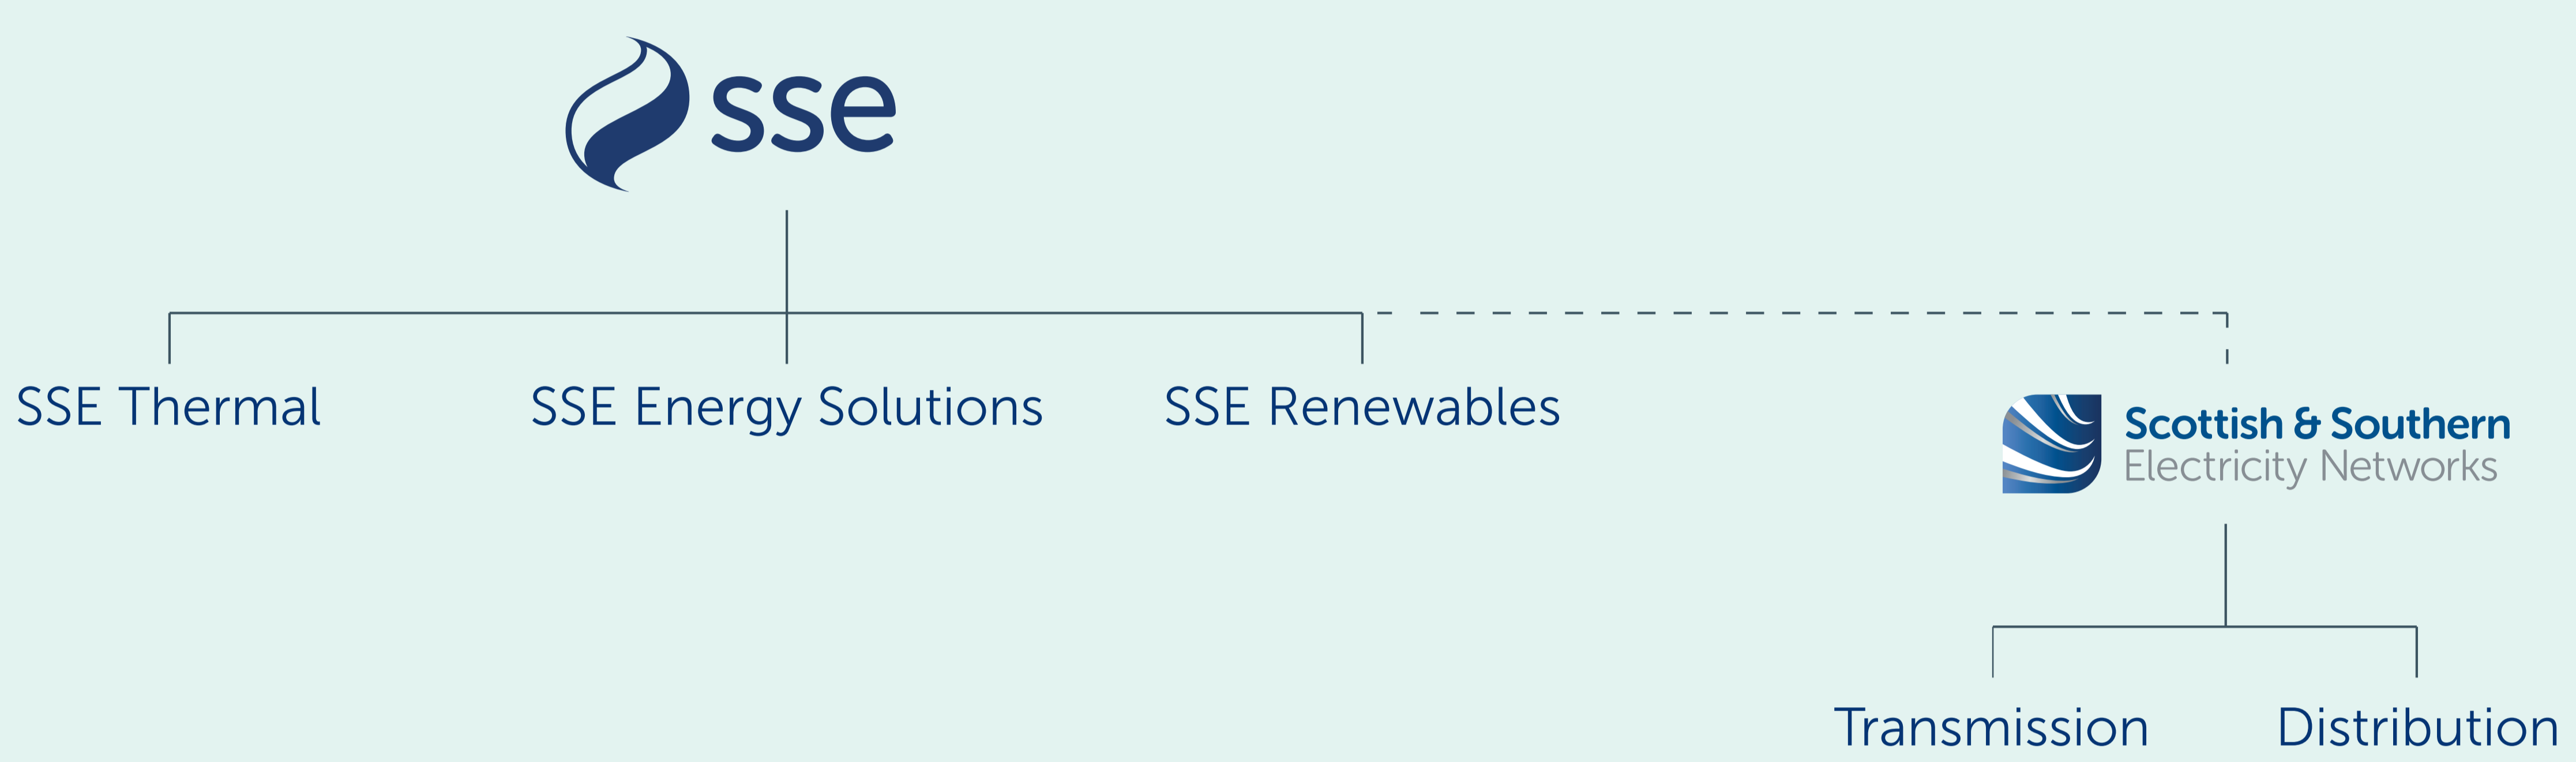 sse
SSE Thermal
SSE Energy Solutions
SSE Renewables
Scottish & Southern
Electricity Networks
Transmission
Distribution